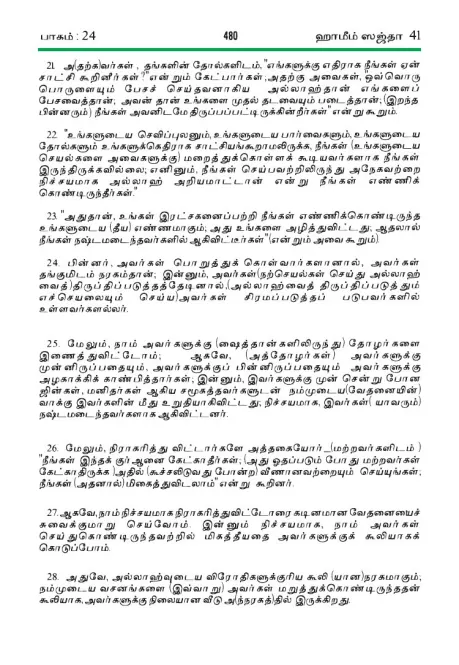 பாகம் : 24 480 ஹாமீம் ஸஜ்தா 41
21. அ(தற்க)வர்கள் , தங்களின் தோல்களிடம், "எங்களுக்கு எதிராக நீங்கள் ஏன்
சாட்சி கூறினீர்கள்?" என்றும் கேட்பார்கள்; அதற்கு அவைகள், "ஒவ்வொரு
பொருளையும் பேசச் செய்தவனாகிய அல்லாஹ்தான் எங்களைப்
பேசவைத்தான்; அவன் தான் உங்களை முதல் தடவையும் படைத்தான்; (இறந்த
பின்னரும்) நீங்கள் அவனிடமே திருப்பப்பட்டிருக்கின்றீர்கள்" என்று கூறும்.
22. "உங்களுடைய செவிப்புலனும், உங்களுடைய பார்வைகளும், உங்களுடைய
தோல்களும் உங்களுக்கெதிராக சாட்சியங்கூறாமலிருக்க, நீங்கள் (உங்களுடைய
செயல்களை அவைகளுக்கு) மறைத்துக்கொள்ளக் கூடியவர்களாக நீங்கள்
இருந்திருக்கவில்லை; எனினும், நீங்கள் செய்பவற்றிலிருந்து அநேகவற்றை
நிச்சயமாக அல்லாஹ் அறியமாட்டான் என்று நீங்கள் எண்ணிக்
கொண்டிருந்தீர்கள்."
23. "அதுதான், உங்கள் இரட்சகனைப்பற்றி நீங்கள் எண்ணிக்கொண்டிருந்த
உங்களுடைய (தீய) எண்ணமாகும்; அது உங்களை அழித்துவிட்டது; ஆதலால்
நீங்கள் நஷ்டமடைந்தவர்களில் ஆகிவிட்டீர்கள்" (என்றும் அவை கூறும்).
24. பின்னர், அவர்கள் பொறுத்துக் கொள்வார்களானால், அவர்கள்
தங்குமிடம் நரகம்தான்; இன்னும், அவர்கள்(நற்செயல்கள் செய்து அல்லாஹ்
வைத்)திருப்திப்படுத்தத்தேடினால்,(அல்லாஹ்வைத் திருப்திப்படுத்தும்
எச்செயலையும் செய்ய)அவர்கள் சிரமப்படுத்தப் படுபவர்களில்
உள்ளவர்களல்லர்.
25. மேலும், நாம் அவர்களுக்கு (ஷைத்தான்களிலிருந்து) தோழர்களை
இணைத்துவிட்டோம்; ஆகவே, (அத்தோழர்கள்) அவர்களுக்கு
முன்னிருப்பதையும், அவர்களுக்குப் பின்னிருப்பதையும் அவர்களுக்கு
அழகாக்கிக் காண்பித்தார்கள்; இன்னும், இவர்களுக்கு முன் சென்று போன
ஜின்கள், மனிதர்கள் ஆகிய சமூகத்தவர்களுடன் நம்முடைய(வேதனையின்)
வாக்கு இவர்களின் மீது உறுதியாகிவிட்டது; நிச்சயமாக, இவர்கள்( யாவரும்)
நஷ்டமடைந்தவர்களாக ஆகிவிட்டனர்.
26. மேலும், நிராகரித்து விட்டார்களே அத்தகையோர்_(மற்றவர்களிடம் )
"நீங்கள் இந்தக் குர்ஆனை கேட்காதீர்கள்; (அது ஓதப்படும் போது மற்றவர்கள்
கேட்காதிருக்க )அதில் (கூச்சலிடுவது போன்ற) வீணானவற்றையும் செய்யுங்கள்;
நீங்கள் (அதனால்) மிகைத்துவிடலாம்" என்று கூறினர்.
27.ஆகவே,நாம்நிச்சயமாக நிராகரித்துவிட்டோரை கடினமான வேதனையைச்
சுவைக்குமாறு செய்வோம். இன்னும் நிச்சயமாக, நாம் அவர்கள்
செய்துகொண்டிருந்தவற்றில் மிகத்தீயதை அவர்களுக்குக் கூலியாகக்
கொடுப்போம்.
28. அதுவே, அல்லாஹ்வுடைய விரோதிகளுக்குரிய கூலி (யான)நரகமாகும்;
நம்முடைய வசனங்களை (இவ்வாறு) அவர்கள் மறுத்துக்கொண்டிருந்ததன்
கூலியாக, அவர்களுக்கு நிலையான வீடு அ(ந்நரகத்)தில் இருக்கிறது.